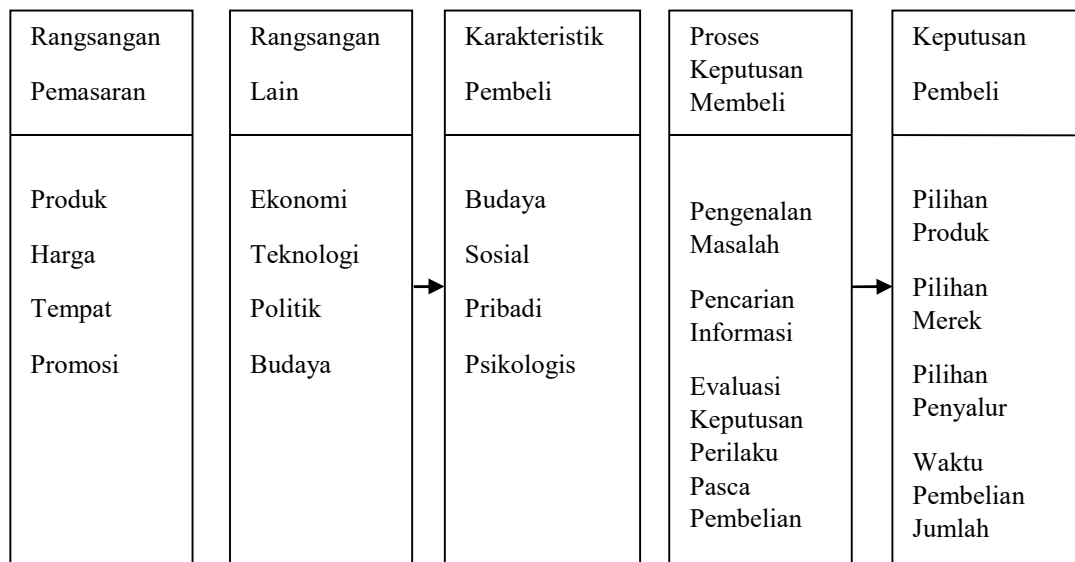 Rangsangan
Pemasaran
Produk
Harga
Tempat
Promosi
Rangsangan
Lain
Ekonomi
Teknologi
Politik
Budaya
Karakteristik
Pembeli
Budaya
Sosial
Pribadi
Psikologis
Proses
Keputusan
Membeli
Pengenalan
Masalah
Pencarian
Informasi
Evaluasi
Keputusan
Perilaku
Pasca
Pembelian
Keputusan
Pembeli
Pilihan
Produk
Pilihan
Merek
Pilihan
Penyalur
Waktu
Pembelian
Jumlah